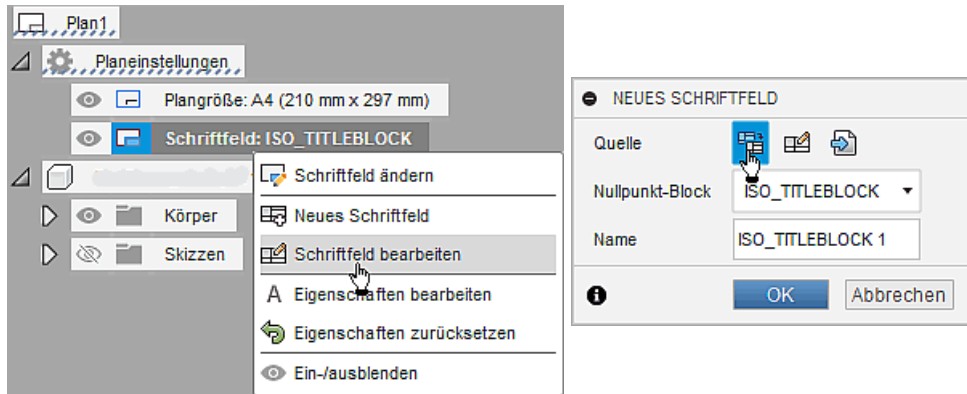 Plan1
Planeinstellungen
Plangröße: A4 (210 mm x 297 mm)
Schriftfeld: ISO_TITLEBLOCK
Körper
Skizzen
Schriftfeld ändern
Neues Schriftfeld
Schriftfeld bearbeiten
Eigenschaften bearbeiten
Eigenschaften zurücksetzen
Ein-/ausblenden
NEUES SCHRIFTFELD
Quelle
Nullpunkt-Block ISO_TITLEBLOCK
Name ISO_TITLEBLOCK 1
OK Abbrechen